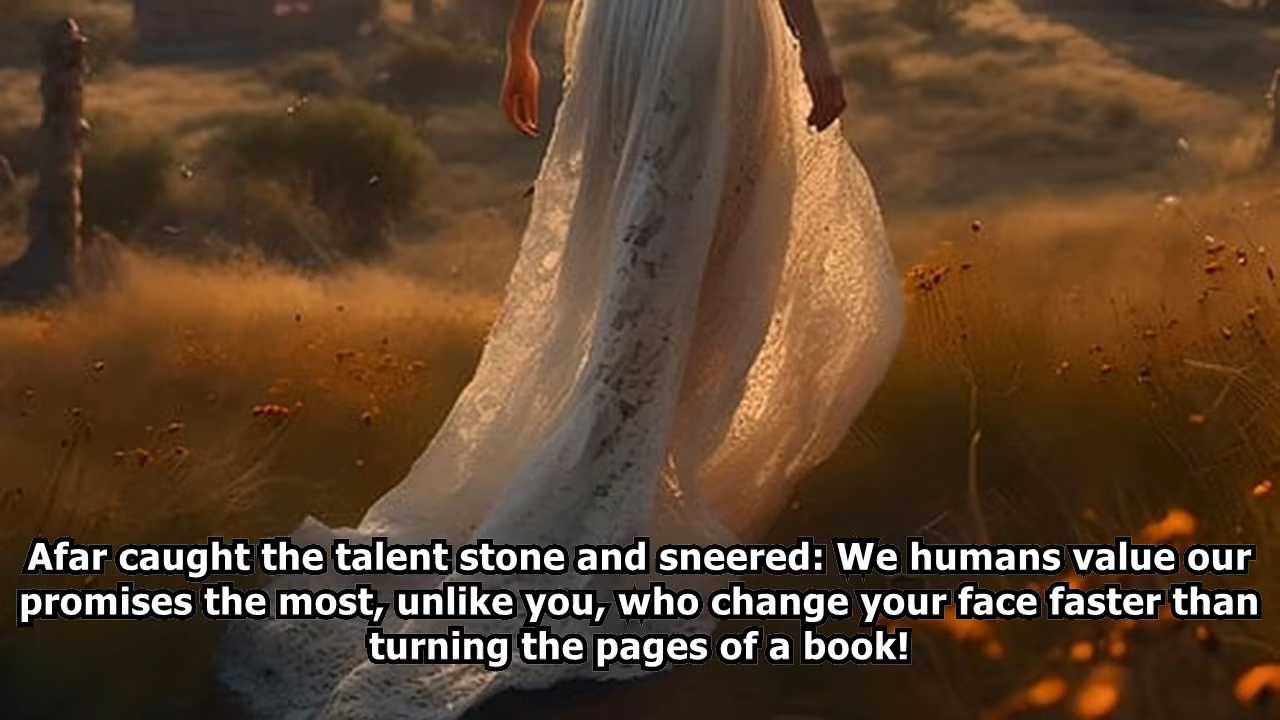 Afar caught the talent stone and sneered: We humans value our
promises the most, unlike you, who change your face faster than
turning the pages of a book!